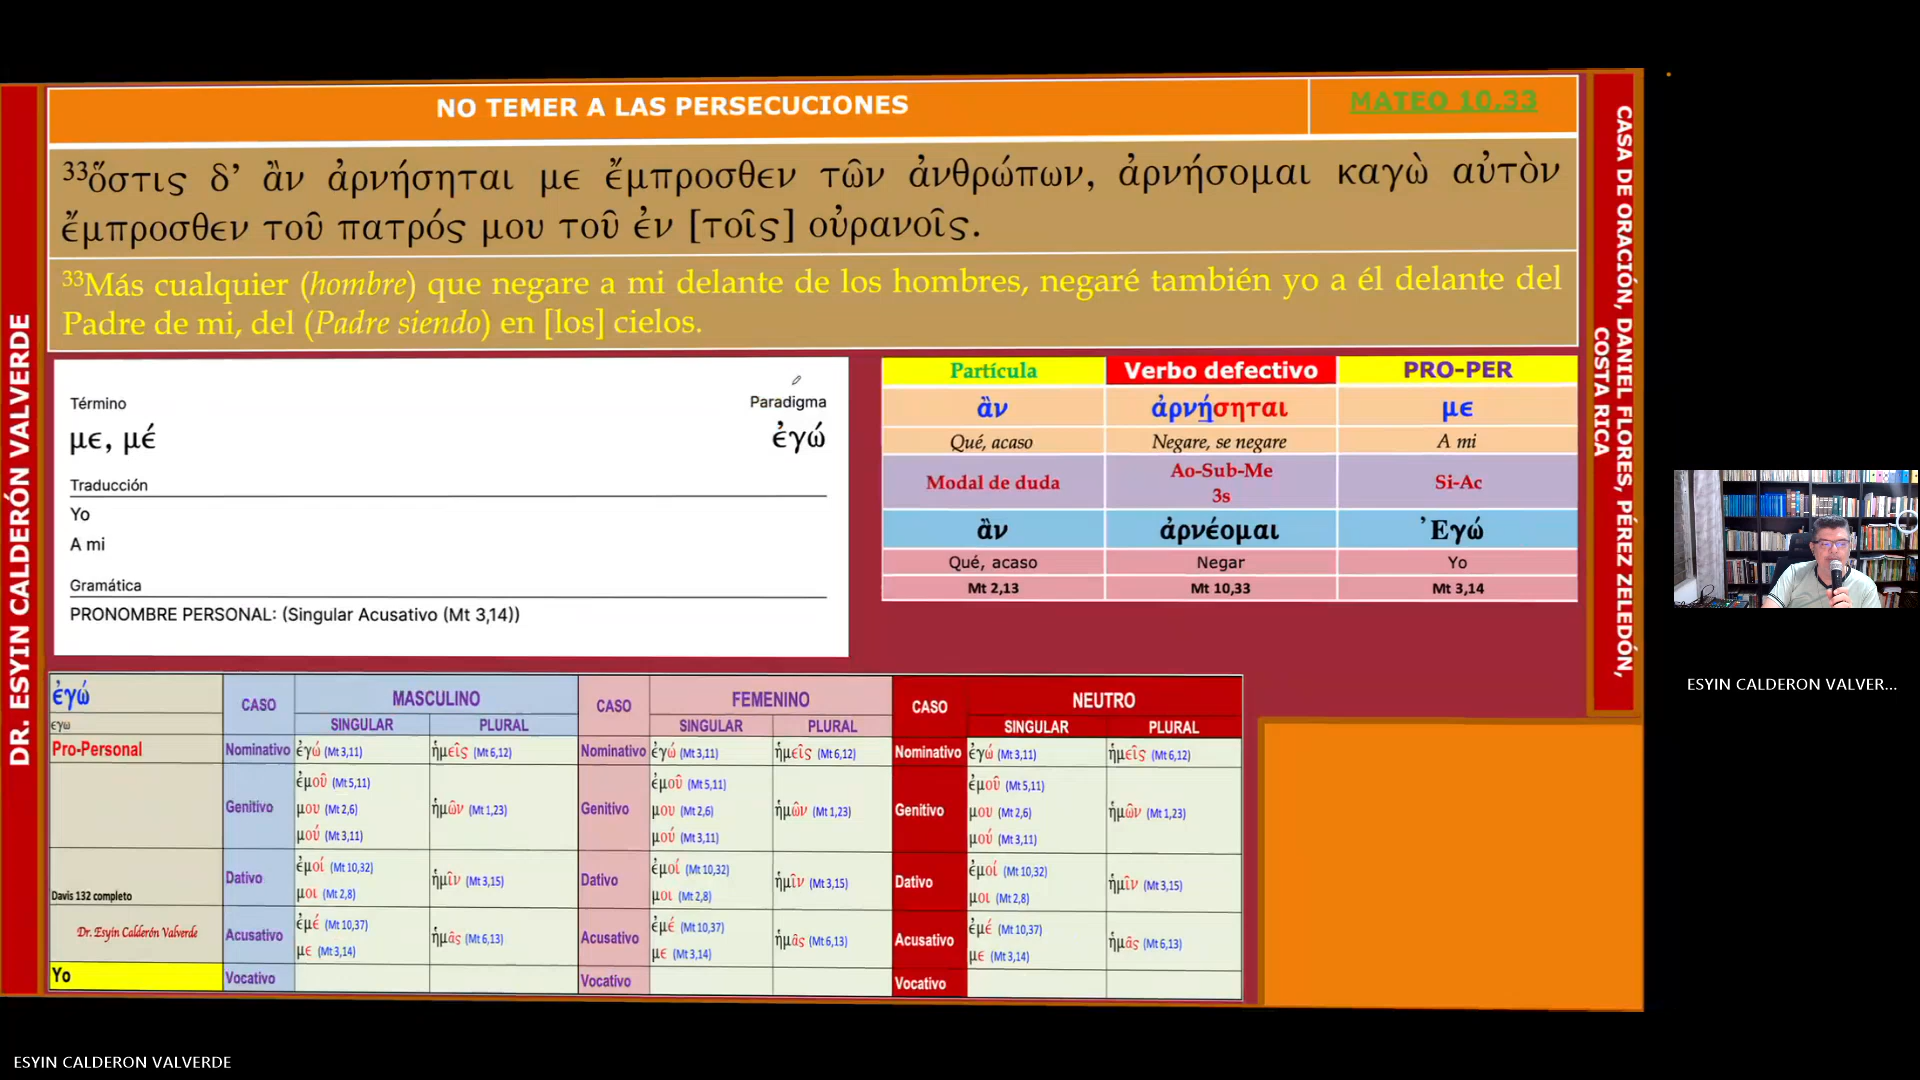 NO TEMER A LAS PERSECUCIONES
MATEO 10.33
³³ὅστις δ’ ἂν ἀρνήσηται με ἔμπροσθεν τῶν ἀνθρώπων, ἀρνήσομαι καγὼ αὐτὸν
ἔμπροσθεν τοῦ πατρός μου τοῦ ἐν [τοῖς] οὐρανοῖς.
³³Más cualquier (hombre) que negare a mi delante de los hombres, negaré también yo a él delante del
Padre de mi, del (Padre siendo) en [los] cielos.
DR. ESYIN CALDERÓN VALVERDE
CASA DE ORACIÓN, DANIEL FLORES, PÉREZ ZELEDÓN,
COSTA RICA
Término Paradigma
με, μέ ἐγώ
Traducción
Yo
A mi
Gramática
PRONOMBRE PERSONAL: (Singular Acusativo (Mt 3,14))
Partícula Verbo defectivo PRO-PER
ἂν ἀρνήσηται με
Qué, acaso Negare, se negare A mi
Modal de duda Ao-Sub-Me Si-Ac
3s
ἂν ἀρνέομαι Ἐγώ
Qué, acaso Negar Yo
Mt 2,13 Mt 10,33 Mt 3,14
ἐγώ CASO MASCULINO CASO FEMENINO CASO NEUTRO
εγω SINGULAR PLURAL SINGULAR PLURAL SINGULAR PLURAL
Pro-Personal Nominativo ἐγώ (Mt 3,11) ἡμεῖς (Mt 6,12) Nominativo ἐγώ (Mt 3,11) ἡμεῖς (Mt 6,12) Nominativo ἐγώ (Mt 3,11) ἡμεῖς (Mt 6,12)
ἐμοῦ (Mt 5,11) ἐμοῦ (Mt 5,11) ἐμοῦ (Mt 5,11)
Genitivo μου (Mt 2,6) ἡμῶν (Mt 1,23) Genitivo μου (Mt 2,6) ἡμῶν (Mt 1,23) Genitivo μου (Mt 2,6) ἡμῶν (Mt 1,23)
μού (Mt 3,11) μού (Mt 3,11) μού (Mt 3,11)
Dativo ἐμοί (Mt 10,32) ἡμῖν (Mt 3,15) Dativo ἐμοί (Mt 10,32) ἡμῖν (Mt 3,15) Dativo ἐμοί (Mt 10,32) ἡμῖν (Mt 3,15)
Davis 132 completo μοι (Mt 2,8) μοι (Mt 2,8) μοι (Mt 2,8)
Dr. Esyin Calderón Valverde Acusativo ἐμέ (Mt 10,37) ἡμᾶς (Mt 6,13) Acusativo ἐμέ (Mt 10,37) ἡμᾶς (Mt 6,13) Acusativo ἐμέ (Mt 10,37) ἡμᾶς (Mt 6,13)
με (Mt 3,14) με (Mt 3,14) με (Mt 3,14)
Yo Vocativo Vocativo Vocativo
ESYIN CALDERON VALVER...
ESYIN CALDERON VALVERDE